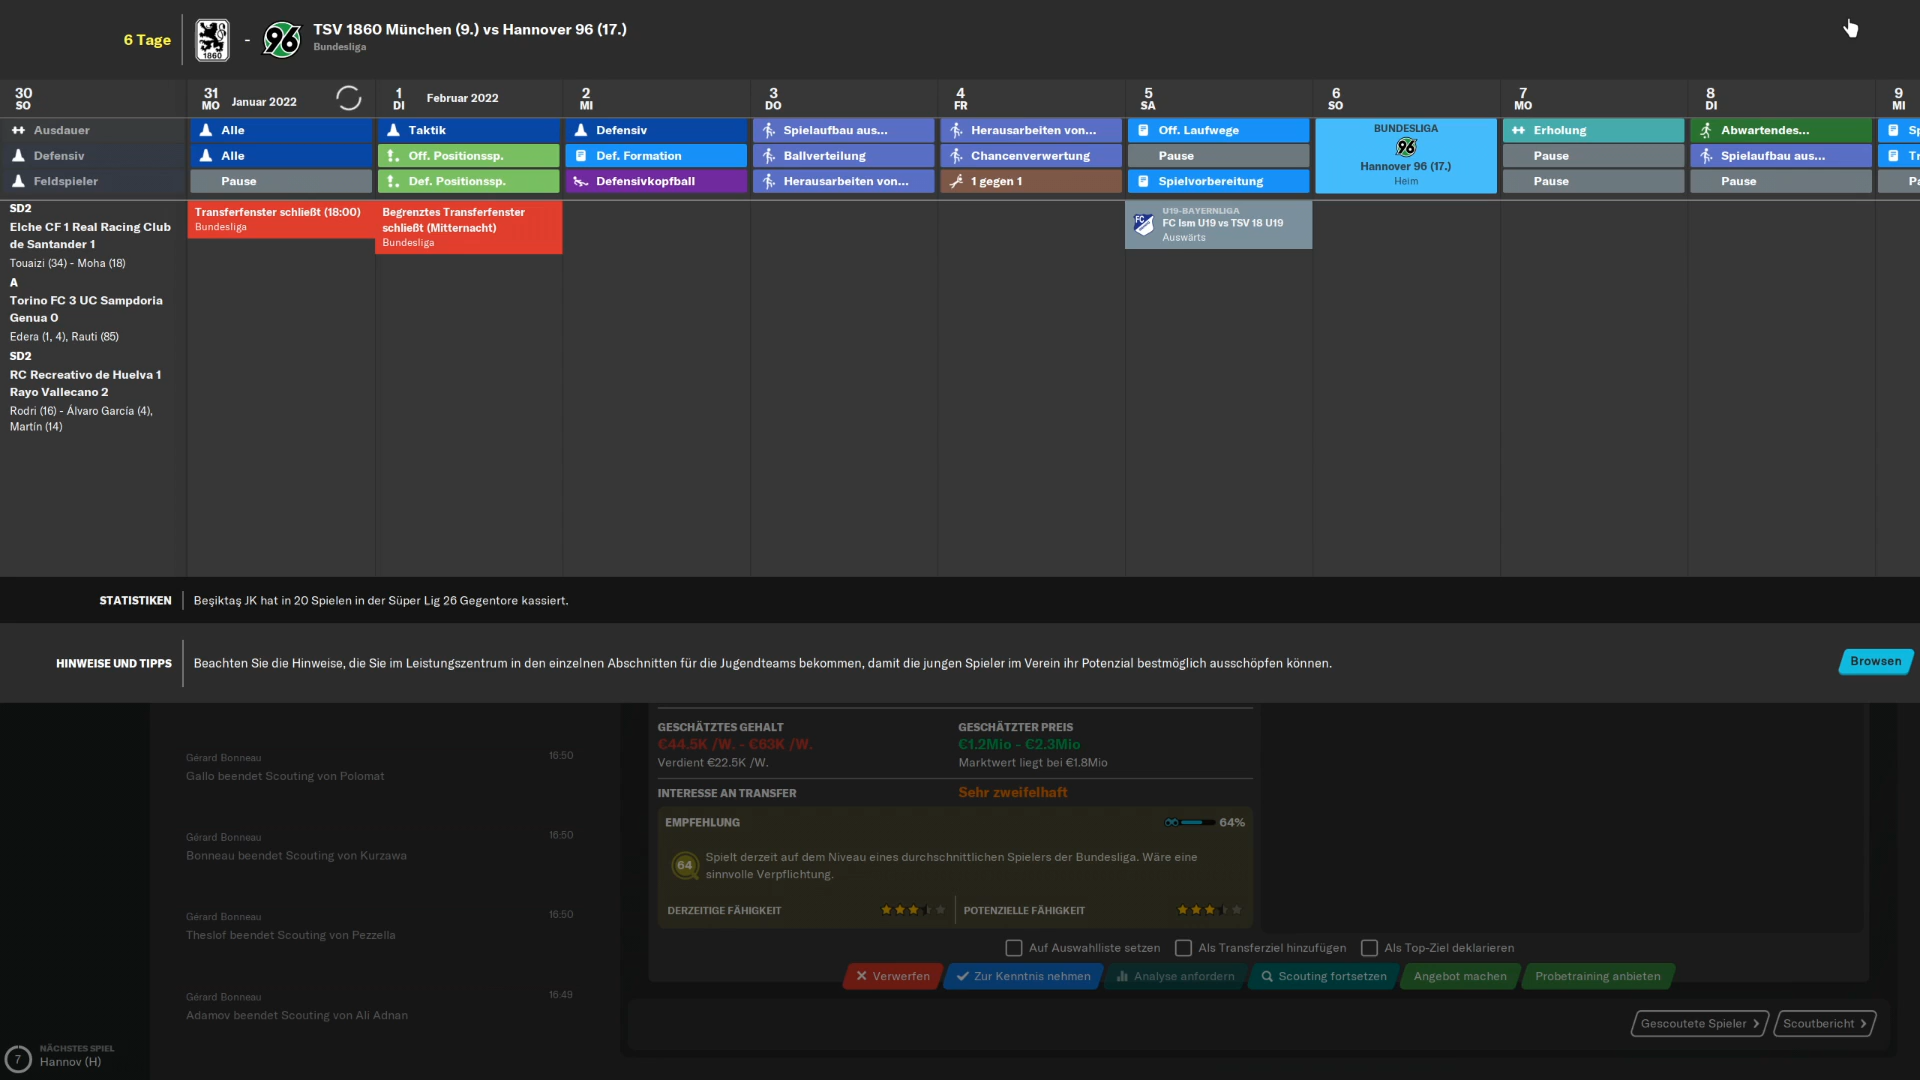 6 Tage
1860
-
96
TSV 1860 München (9.) vs Hannover 96 (17.)
Bundesliga
30
SO
31
MO
Januar 2022
1
DI
Februar 2022
2
MI
3
DO
4
FR
5
SA
6
SO
7
MO
8
DI
9
MI
Ausdauer
Defensiv
Feldspieler
Alle
Alle
Pause
Taktik
Off. Positionssp.
Def. Positionssp.
Defensiv
Def. Formation
Defensivkopfball
Spielaufbau aus...
Ballverteilung
Herausarbeiten von...
Herausarbeiten von...
Chancenverwertung
1 gegen 1
Off. Laufwege
Pause
Spielvorbereitung
BUNDESLIGA
96
Hannover 96 (17.)
Heim
Erholung
Pause
Pause
Abwartendes...
Spielaufbau aus...
Pause
Sp
Tr
Pa
SD2
Elche CF 1 Real Racing Club
de Santander 1
Touaizi (34) - Moha (18)
A
Torino FC 3 UC Sampdoria
Genua 0
Edera (1, 4), Rauti (85)
SD2
RC Recreativo de Huelva 1
Rayo Vallecano 2
Rodri (16) - Álvaro García (4),
Martín (14)
Transferfenster schließt (18:00)
Bundesliga
Begrenztes Transferfenster
schließt (Mitternacht)
Bundesliga
FC
U19-BAYERNLIGA
FC Ism U19 vs TSV 18 U19
Auswärts
STATISTIKEN
Beşiktaş JK hat in 20 Spielen in der Süper Lig 26 Gegentore kassiert.
HINWEISE UND TIPPS
Beachten Sie die Hinweise, die Sie im Leistungszentrum in den einzelnen Abschnitten für die Jugendteams bekommen, damit die jungen Spieler im Verein ihr Potenzial bestmöglich ausschöpfen können.
Browsen
Gérard Bonneau
16:50
Gallo beendet Scouting von Polomat
Gérard Bonneau
16:50
Bonneau beendet Scouting von Kurzawa
Gérard Bonneau
16:50
Theslof beendet Scouting von Pezzella
Gérard Bonneau
16:49
Adamov beendet Scouting von Ali Adnan
7
NÄCHSTES SPIEL
Hannov (H)
GESCHÄTZTES GEHALT
€44.5K /W. - €63K /W.
Verdient €22.5K /W.
GESCHÄTZTER PREIS
€1.2Mio - €2.3Mio
Marktwert liegt bei €1.8Mio
INTERESSE AN TRANSFER
Sehr zweifelhaft
EMPFEHLUNG
64%
64
Spielt derzeit auf dem Niveau eines durchschnittlichen Spielers der Bundesliga. Wäre eine
sinnvolle Verpflichtung.
DERZEITIGE FÄHIGKEIT
POTENZIELLE FÄHIGKEIT
Auf Auswahlliste setzen
Als Transferziel hinzufügen
Als Top-Ziel deklarieren
Verwerfen
Zur Kenntnis nehmen
Analyse anfordern
Scouting fortsetzen
Angebot machen
Probetraining anbieten
Gescoutete Spieler
Scoutbericht